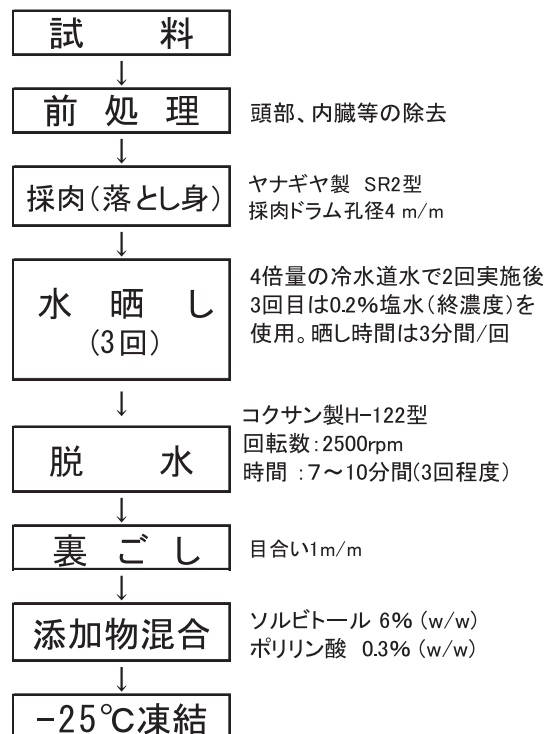 試　料
↓
前 処 理
頭部、内臓等の除去
↓
採肉(落とし身)
ヤナギヤ製 SR2型
採肉ドラム孔径4 m/m
↓
水 晒 し
(3回)
4倍量の冷水道水で2回実施後
3回目は0.2%塩水(終濃度)を
使用。晒し時間は3分間/回
↓
脱　水
コクサン製H-122型
回転数:2500rpm
時間 :7～10分間(3回程度)
↓
裏 ご し
目合い1m/m
↓
添加物混合
ソルビトール 6% (w/w)
ポリリン酸 0.3% (w/w)
↓
-25℃凍結